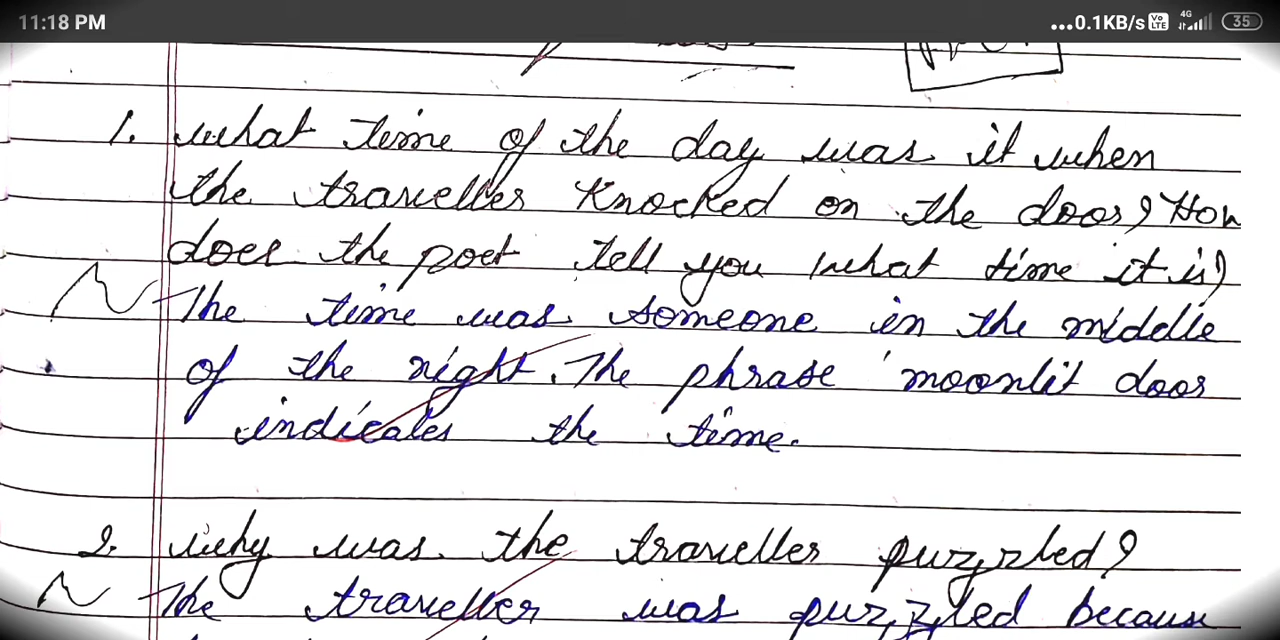 11:18 PM
...0.1KB/s Vo LTE 4G 35
1. What time of the day was it when
the traveller knocked on the door? How
does the poet tell you what time it is?
The time was someone in the middle
of the night. The phrase 'moonlit door
indicates the time.
2. Why was the traveller puzzled?
The traveller was puzzled because